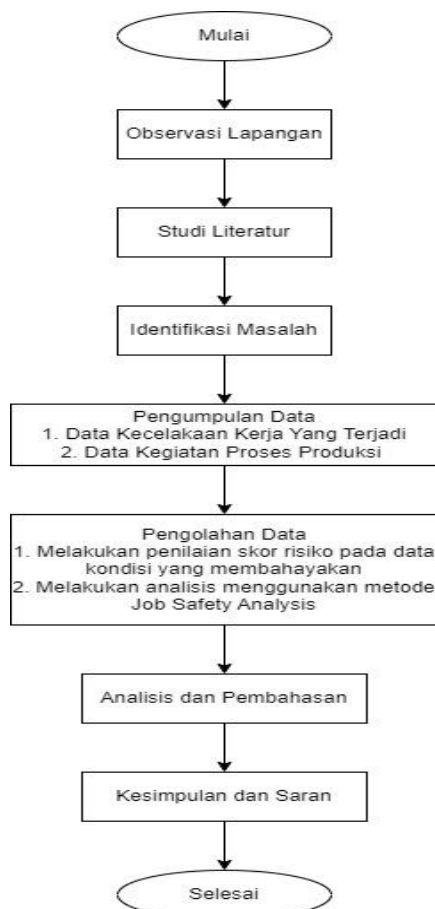 Mulai
Observasi Lapangan
Studi Literatur
Identifikasi Masalah
Pengumpulan Data
1. Data Kecelakaan Kerja Yang Terjadi
2. Data Kegiatan Proses Produksi
Pengolahan Data
1. Melakukan penilaian skor risiko pada data
kondisi yang membahayakan
2. Melakukan analisis menggunakan metode
Job Safety Analysis
Analisis dan Pembahasan
Kesimpulan dan Saran
Selesai